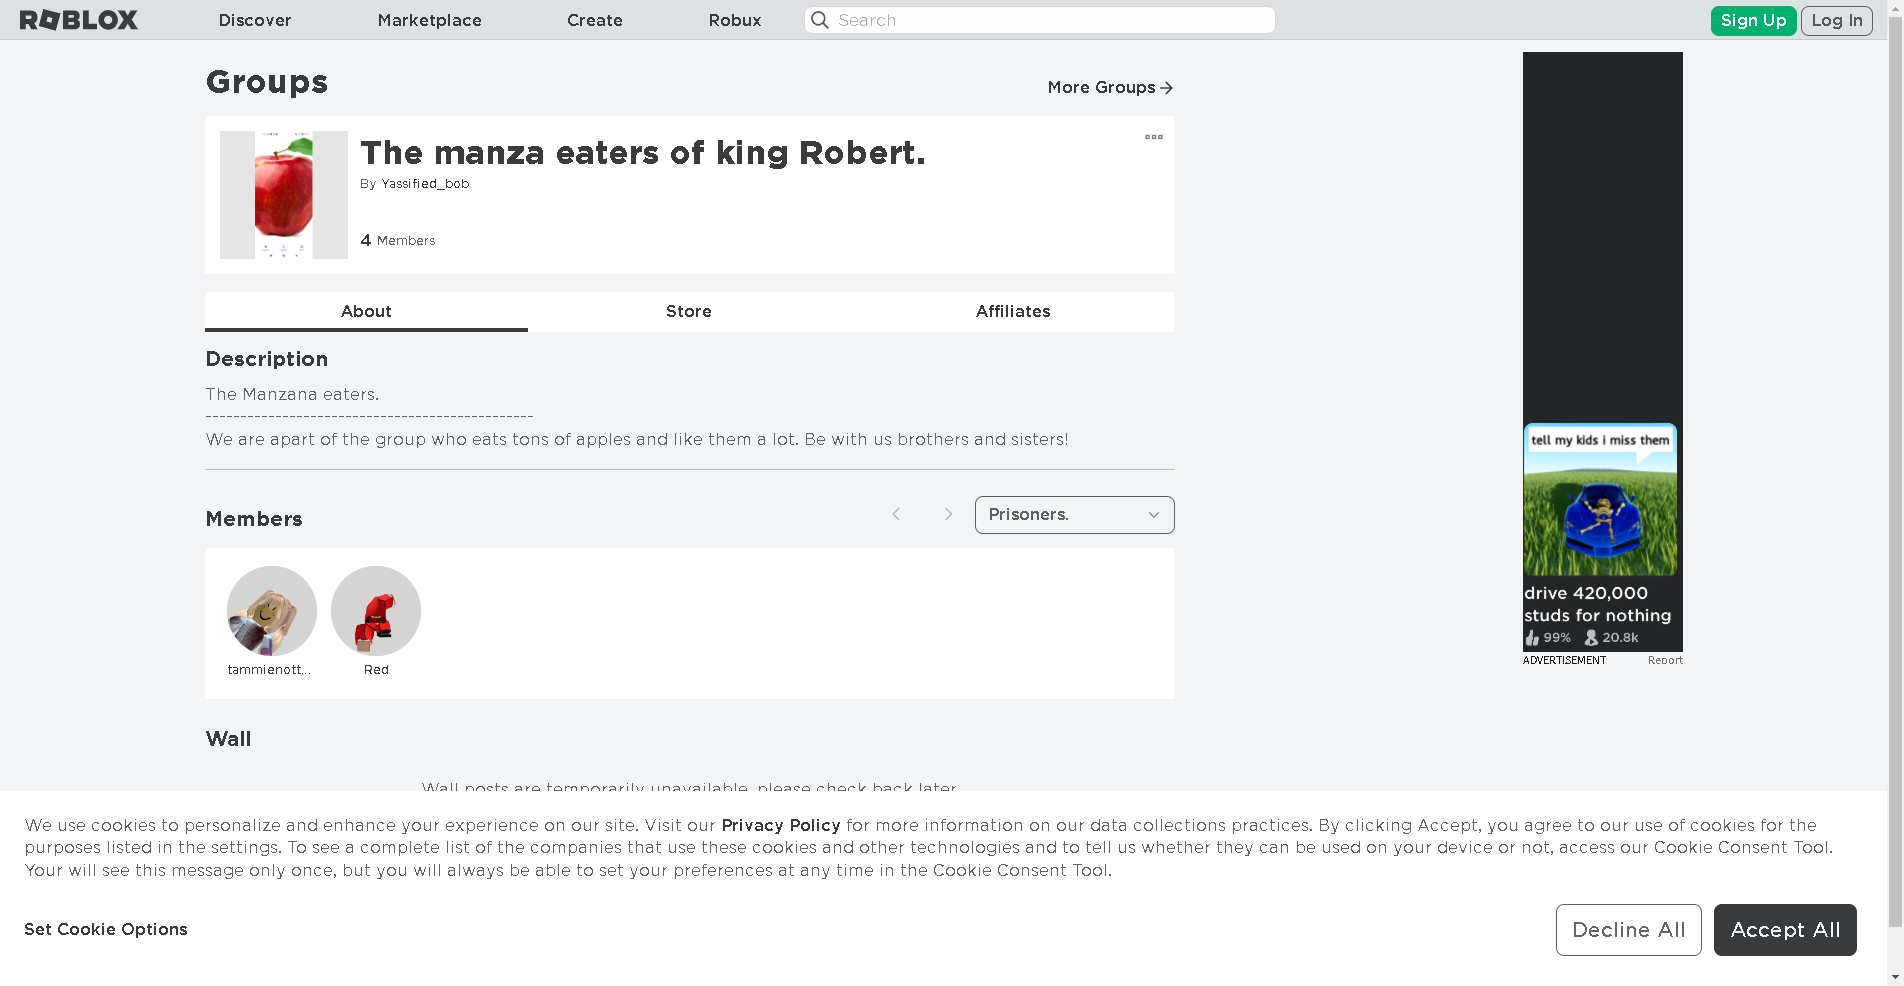 ROBLOX
Discover
Marketplace
Create
Robux
Search
Sign Up
Log In
Groups
More Groups
The manza eaters of king Robert.
By Yassified_bob
4 Members
About
Store
Affiliates
Description
The Manzana eaters.
-----------------------------------------------
We are apart of the group who eats tons of apples and like them a lot. Be with us brothers and sisters!
Members
Prisoners.
tammienott...
Red
Wall
Wall posts are temporarily unavailable, please check back later.
tell my kids i miss them
drive 420,000
studs for nothing
99% 20.8k
ADVERTISEMENT
Report
We use cookies to personalize and enhance your experience on our site. Visit our Privacy Policy for more information on our data collections practices. By clicking Accept, you agree to our use of cookies for the
purposes listed in the settings. To see a complete list of the companies that use these cookies and other technologies and to tell us whether they can be used on your device or not, access our Cookie Consent Tool.
Your will see this message only once, but you will always be able to set your preferences at any time in the Cookie Consent Tool.
Set Cookie Options
Decline All
Accept All